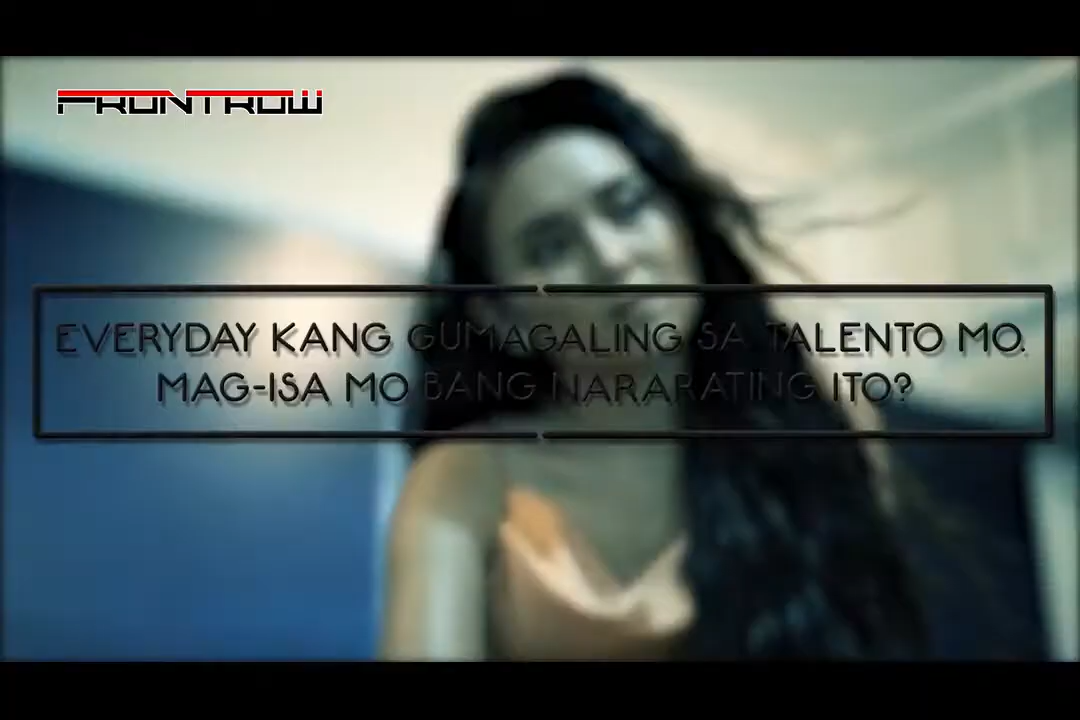 FRONTROW
EVERYDAY KANG GUMAGALING SA TALENTO MO.
MAG-ISA MO BANG NARARATING ITO?